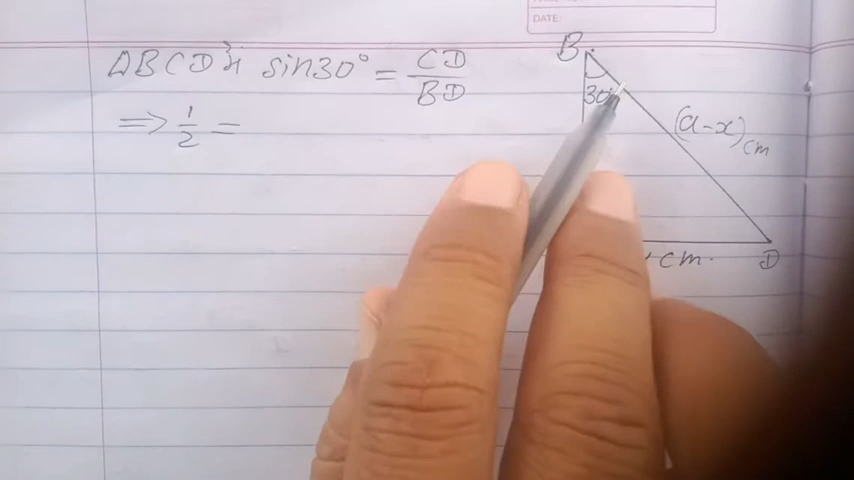 DATE:
ΔBCD में sin30° = CD/BD
⇒ 1/2 =
B
30°
(a-x) cm
cm.
D